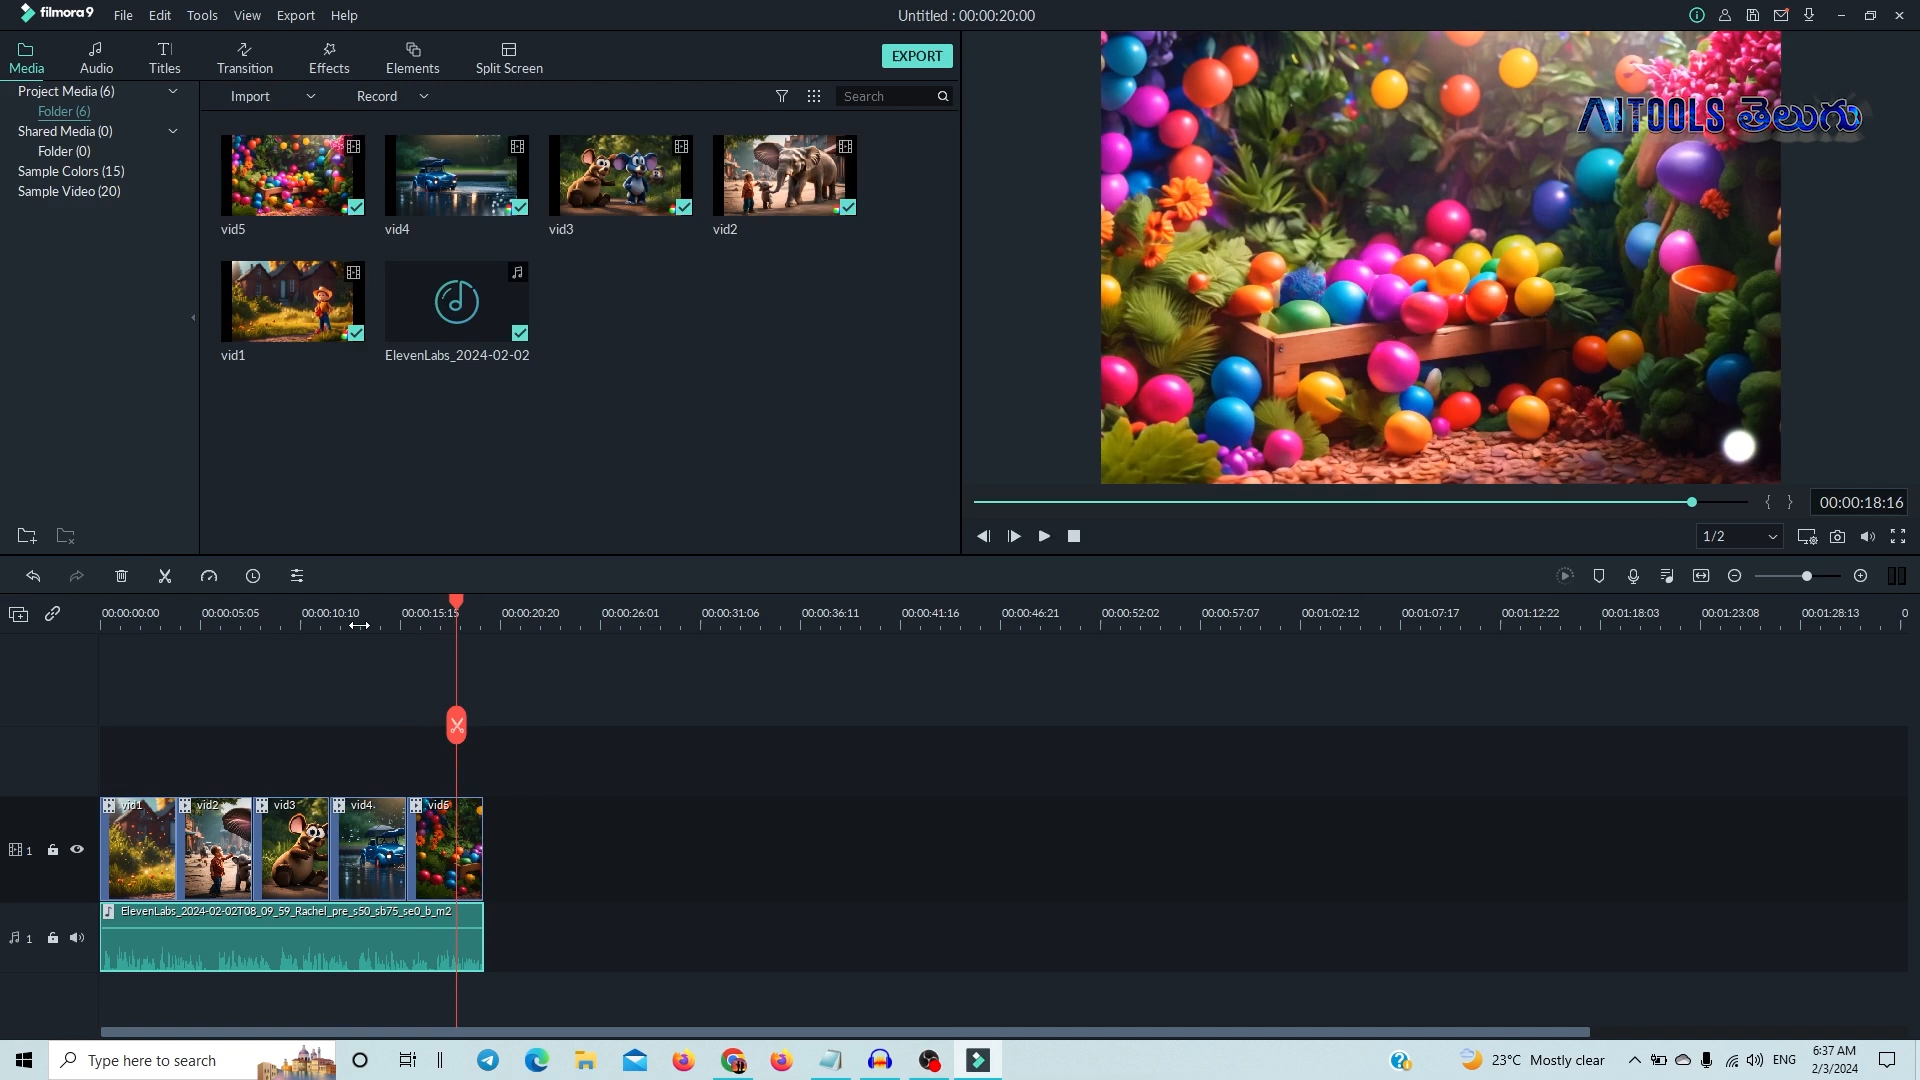 filmora9 File Edit Tools View Export Help Untitled : 00:00:20:00
Media Audio Titles Transition Effects Elements Split Screen EXPORT
Project Media (6)
Folder (6)
Shared Media (0)
Folder (0)
Sample Colors (15)
Sample Video (20)
Import Record Search
vid5 vid4 vid3 vid2
vid1 ElevenLabs_2024-02-02
AITOOLS తెలుగు
{ } 00:00:18:16
1/2
00:00:00:00 00:00:05:05 00:00:10:10 00:00:15:15 00:00:20:20 00:00:26:01 00:00:31:06 00:00:36:11 00:00:41:16 00:00:46:21 00:00:52:02 00:00:57:07 00:01:02:12 00:01:07:17 00:01:12:22 00:01:18:03 00:01:23:08 00:01:28:13 0
vid1 vid2 vid3 vid4 vid5
1
ElevenLabs_2024-02-02T08_09_59_Rachel_pre_s50_sb75_se0_b_m2
1
Type here to search
23°C Mostly clear ENG
6:37 AM
2/3/2024